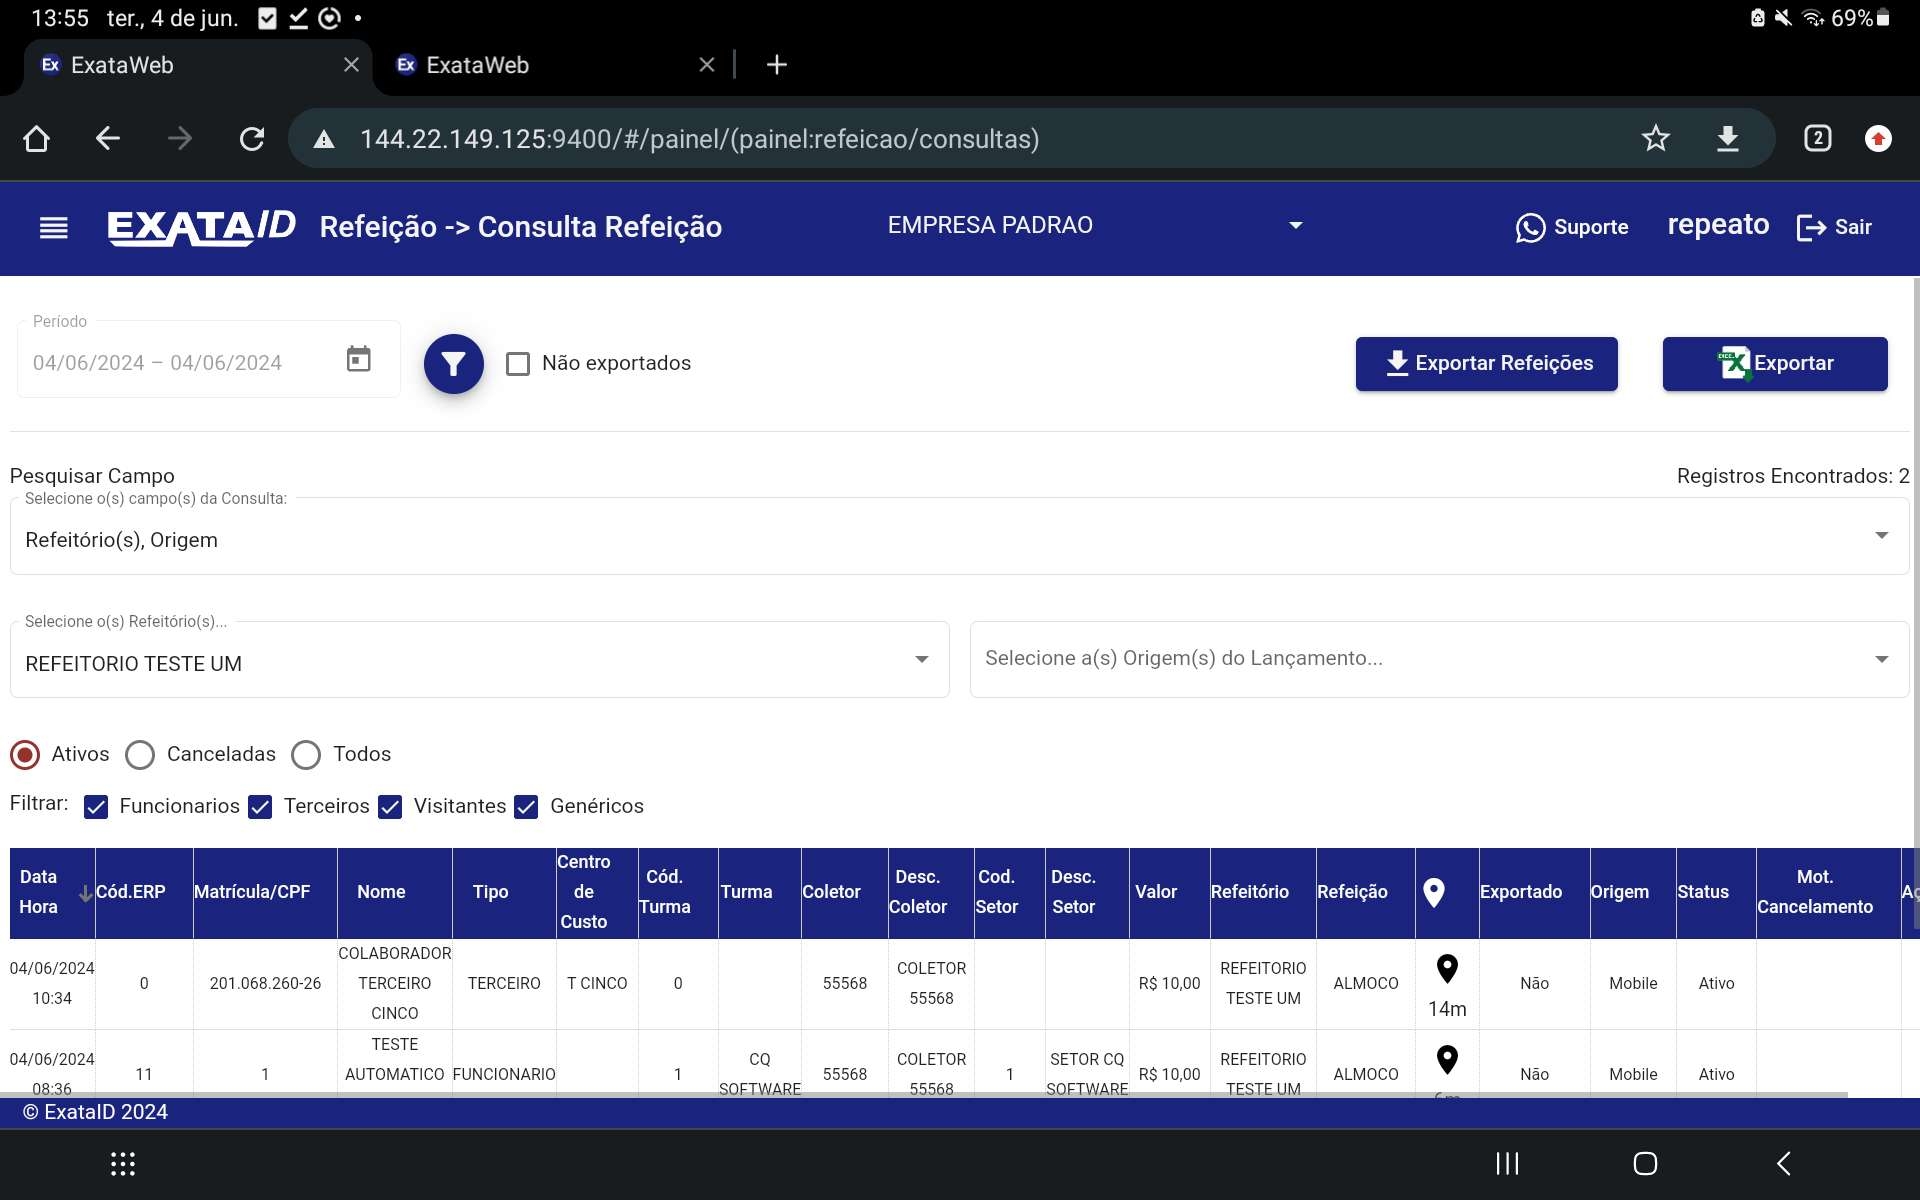 13:55 ter., 4 de jun.
69%
Ex ExataWeb
Ex ExataWeb
144.22.149.125:9400/#/painel/(painel:refeicao/consultas)
2
EXATAID Refeição -> Consulta Refeição EMPRESA PADRAO Suporte repeato Sair
Período
04/06/2024 – 04/06/2024
Não exportados
Exportar Refeições
Exportar
Pesquisar Campo
Registros Encontrados: 2
Selecione o(s) campo(s) da Consulta:
Refeitório(s), Origem
Selecione o(s) Refeitório(s)...
REFEITORIO TESTE UM
Selecione a(s) Origem(s) do Lançamento...
Ativos Canceladas Todos
Filtrar: Funcionarios Terceiros Visitantes Genéricos
Data Hora Cód.ERP Matrícula/CPF Nome Tipo Centro de Custo Cód. Turma Turma Coletor Desc. Coletor Cod. Setor Desc. Setor Valor Refeitório Refeição Exportado Origem Status Mot. Cancelamento
04/06/2024 10:34 0 201.068.260-26 COLABORADOR TERCEIRO CINCO TERCEIRO T CINCO 0 55568 COLETOR 55568 R$ 10,00 REFEITORIO TESTE UM ALMOCO 14m Não Mobile Ativo
04/06/2024 08:36 11 1 TESTE AUTOMATICO FUNCIONARIO 1 CQ SOFTWARE 55568 COLETOR 55568 1 SETOR CQ SOFTWARE R$ 10,00 REFEITORIO TESTE UM ALMOCO Não Mobile Ativo
© ExataID 2024